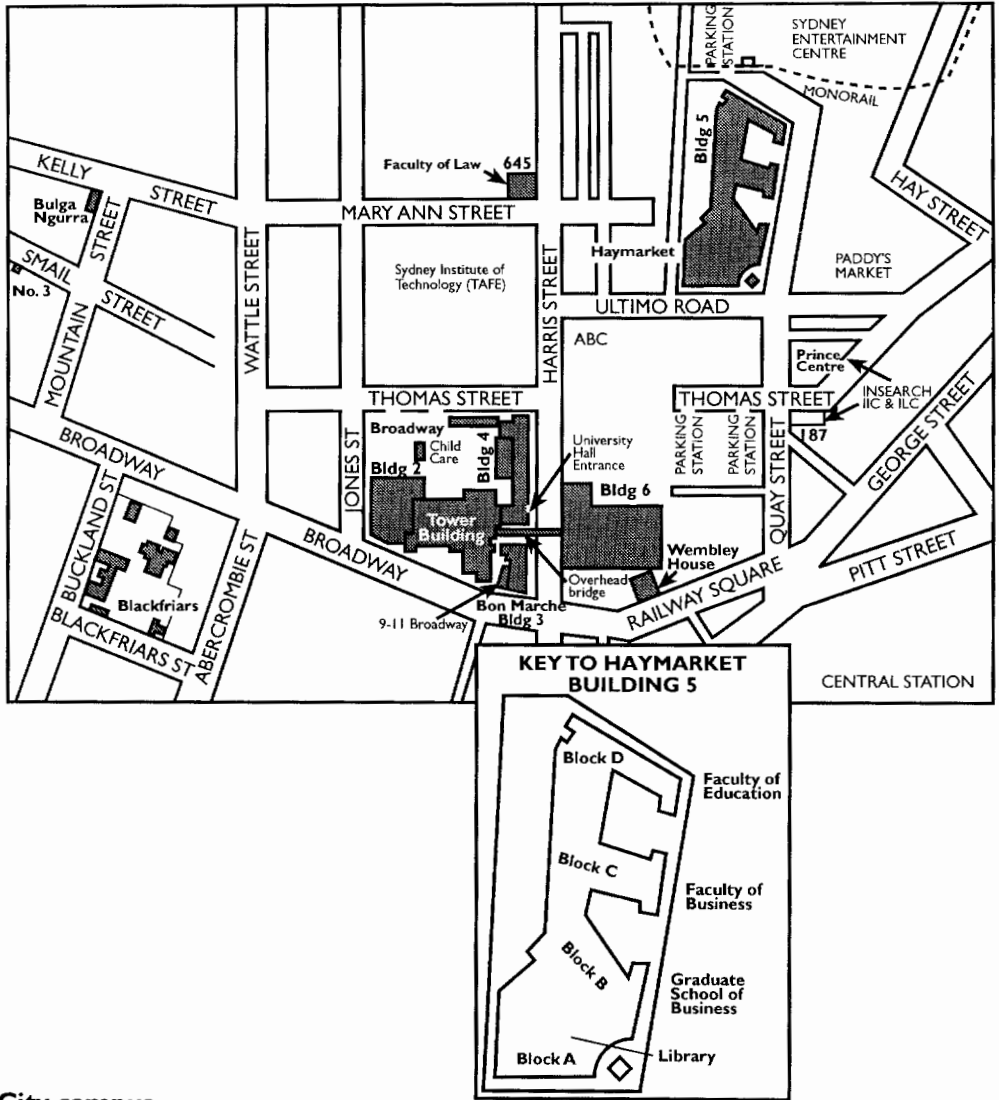 PARKING
STATION
SYDNEY
ENTERTAINMENT
CENTRE
MONORAIL
Bldg 5
KELLY
STREET
Bulga
Ngurra
STREET
Faculty of Law
645
MARY ANN STREET
HAY STREET
SMAIL
STREET
No. 3
MOUNTAIN
WATTLE STREET
Sydney Institute of
Technology (TAFE)
HARRIS STREET
Haymarket
PADDY'S
MARKET
ULTIMO ROAD
ABC
Prince
Centre
INSEARCH
IIC & ILC
187
THOMAS STREET
THOMAS STREET
BROADWAY
JONES ST
Broadway
Child
Care
Bldg 4
Bldg 2
University
Hall
Entrance
PARKING
STATION
PARKING
STATION
QUAY STREET
GEORGE STREET
Bldg 6
Tower
Building
BUCKLAND ST
BROADWAY
Wembley
House
PITT STREET
Overhead
bridge
RAILWAY SQUARE
Blackfriars
ABERCROMBIE ST
BLACKFRIARS ST
9-11 Broadway
Bon Marche
Bldg 3
CENTRAL STATION
KEY TO HAYMARKET
BUILDING 5
Block D
Faculty of
Education
Block C
Faculty of
Business
Block B
Graduate
School of
Business
Block A
Library